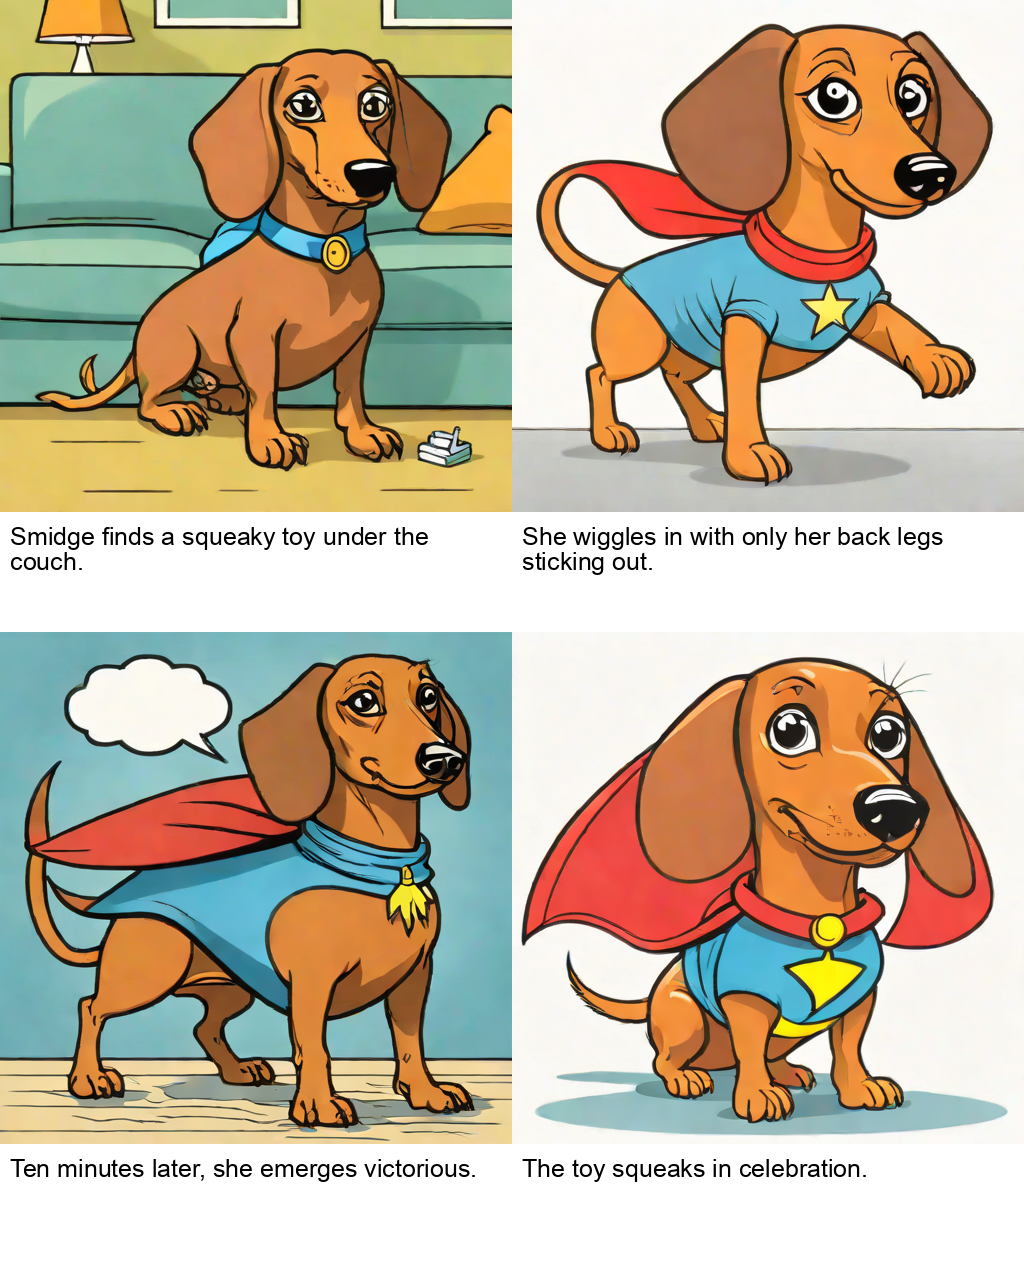 Smidge finds a squeaky toy under the
couch.
She wiggles in with only her back legs
sticking out.
Ten minutes later, she emerges victorious.
The toy squeaks in celebration.